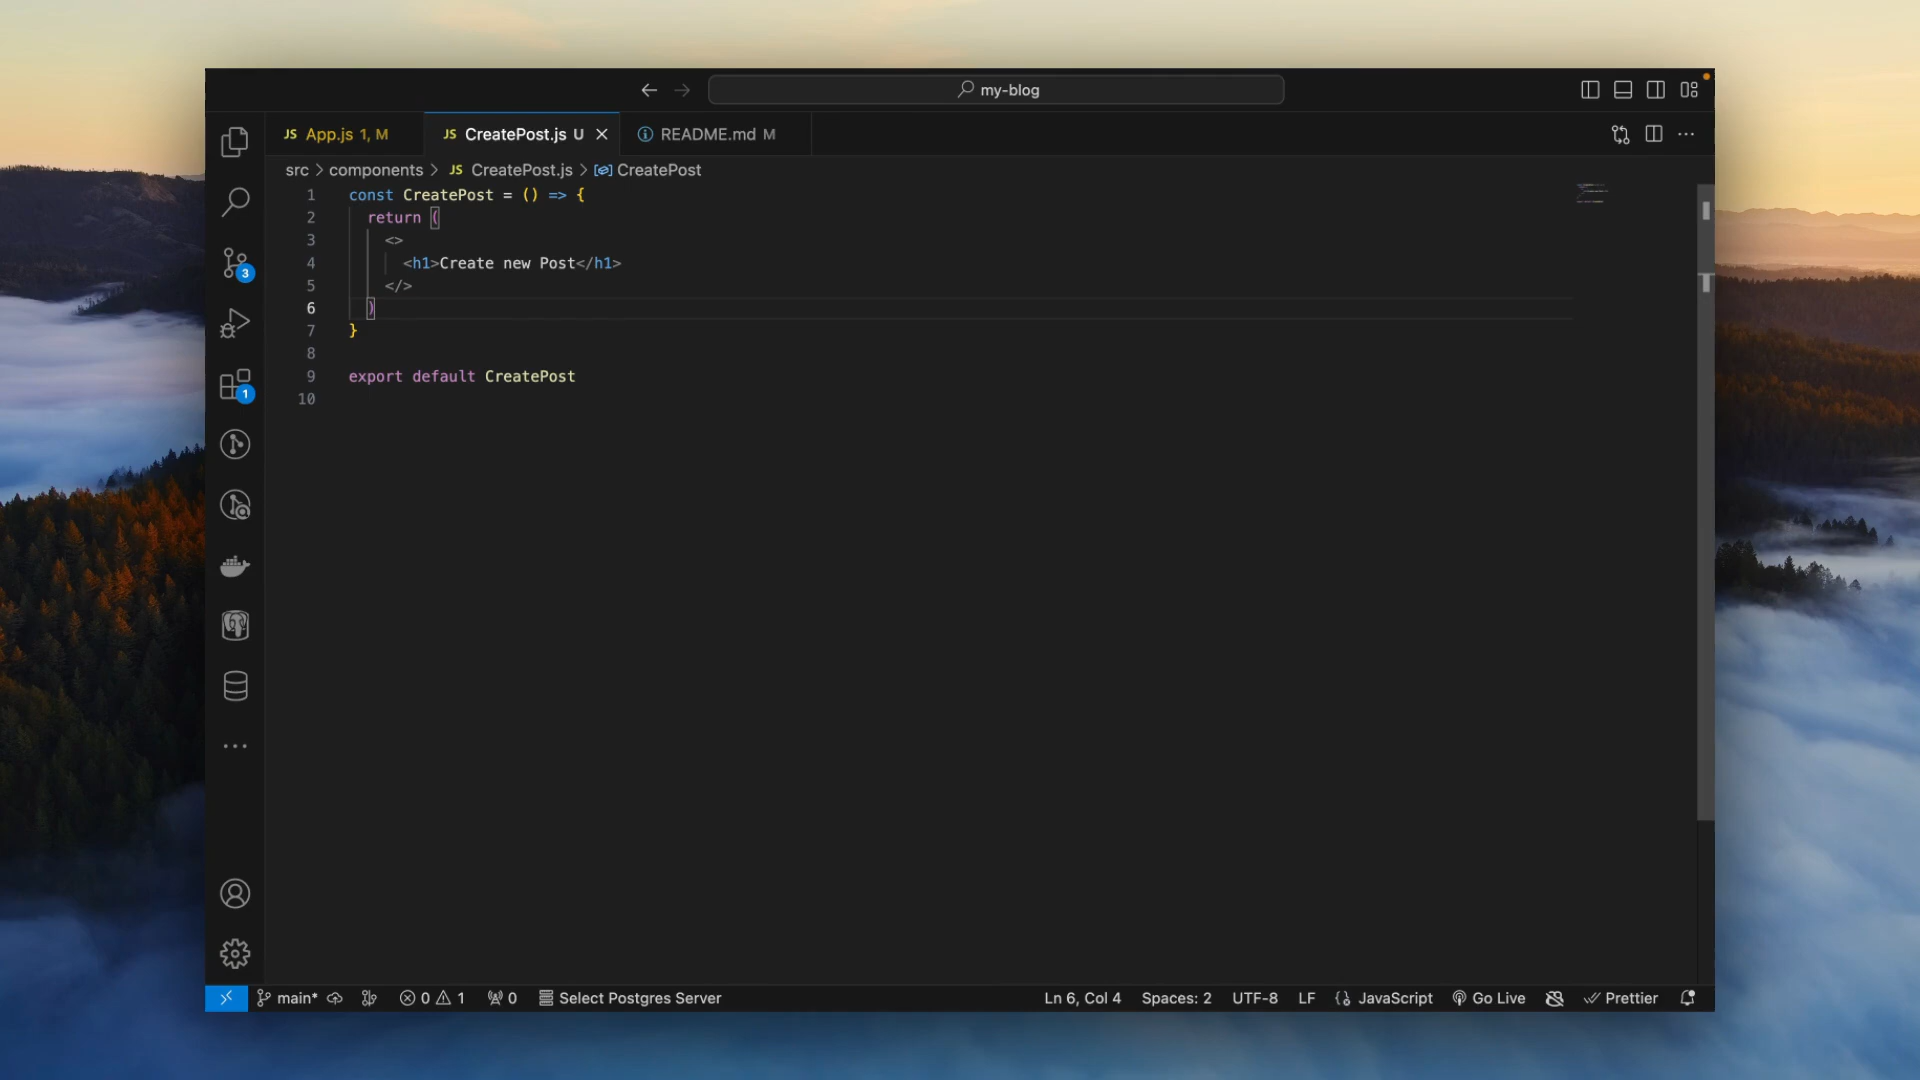 my-blog
JS App.js 1, M
JS CreatePost.js U
README.md M
src > components > JS CreatePost.js > CreatePost
1 const CreatePost = () => {
2 return (
3 <>
4 <h1>Create new Post</h1>
5 </>
6 )
7 }
8
9 export default CreatePost
10
3
1
main* 0 1 0 Select Postgres Server Ln 6, Col 4 Spaces: 2 UTF-8 LF {} JavaScript Go Live Prettier